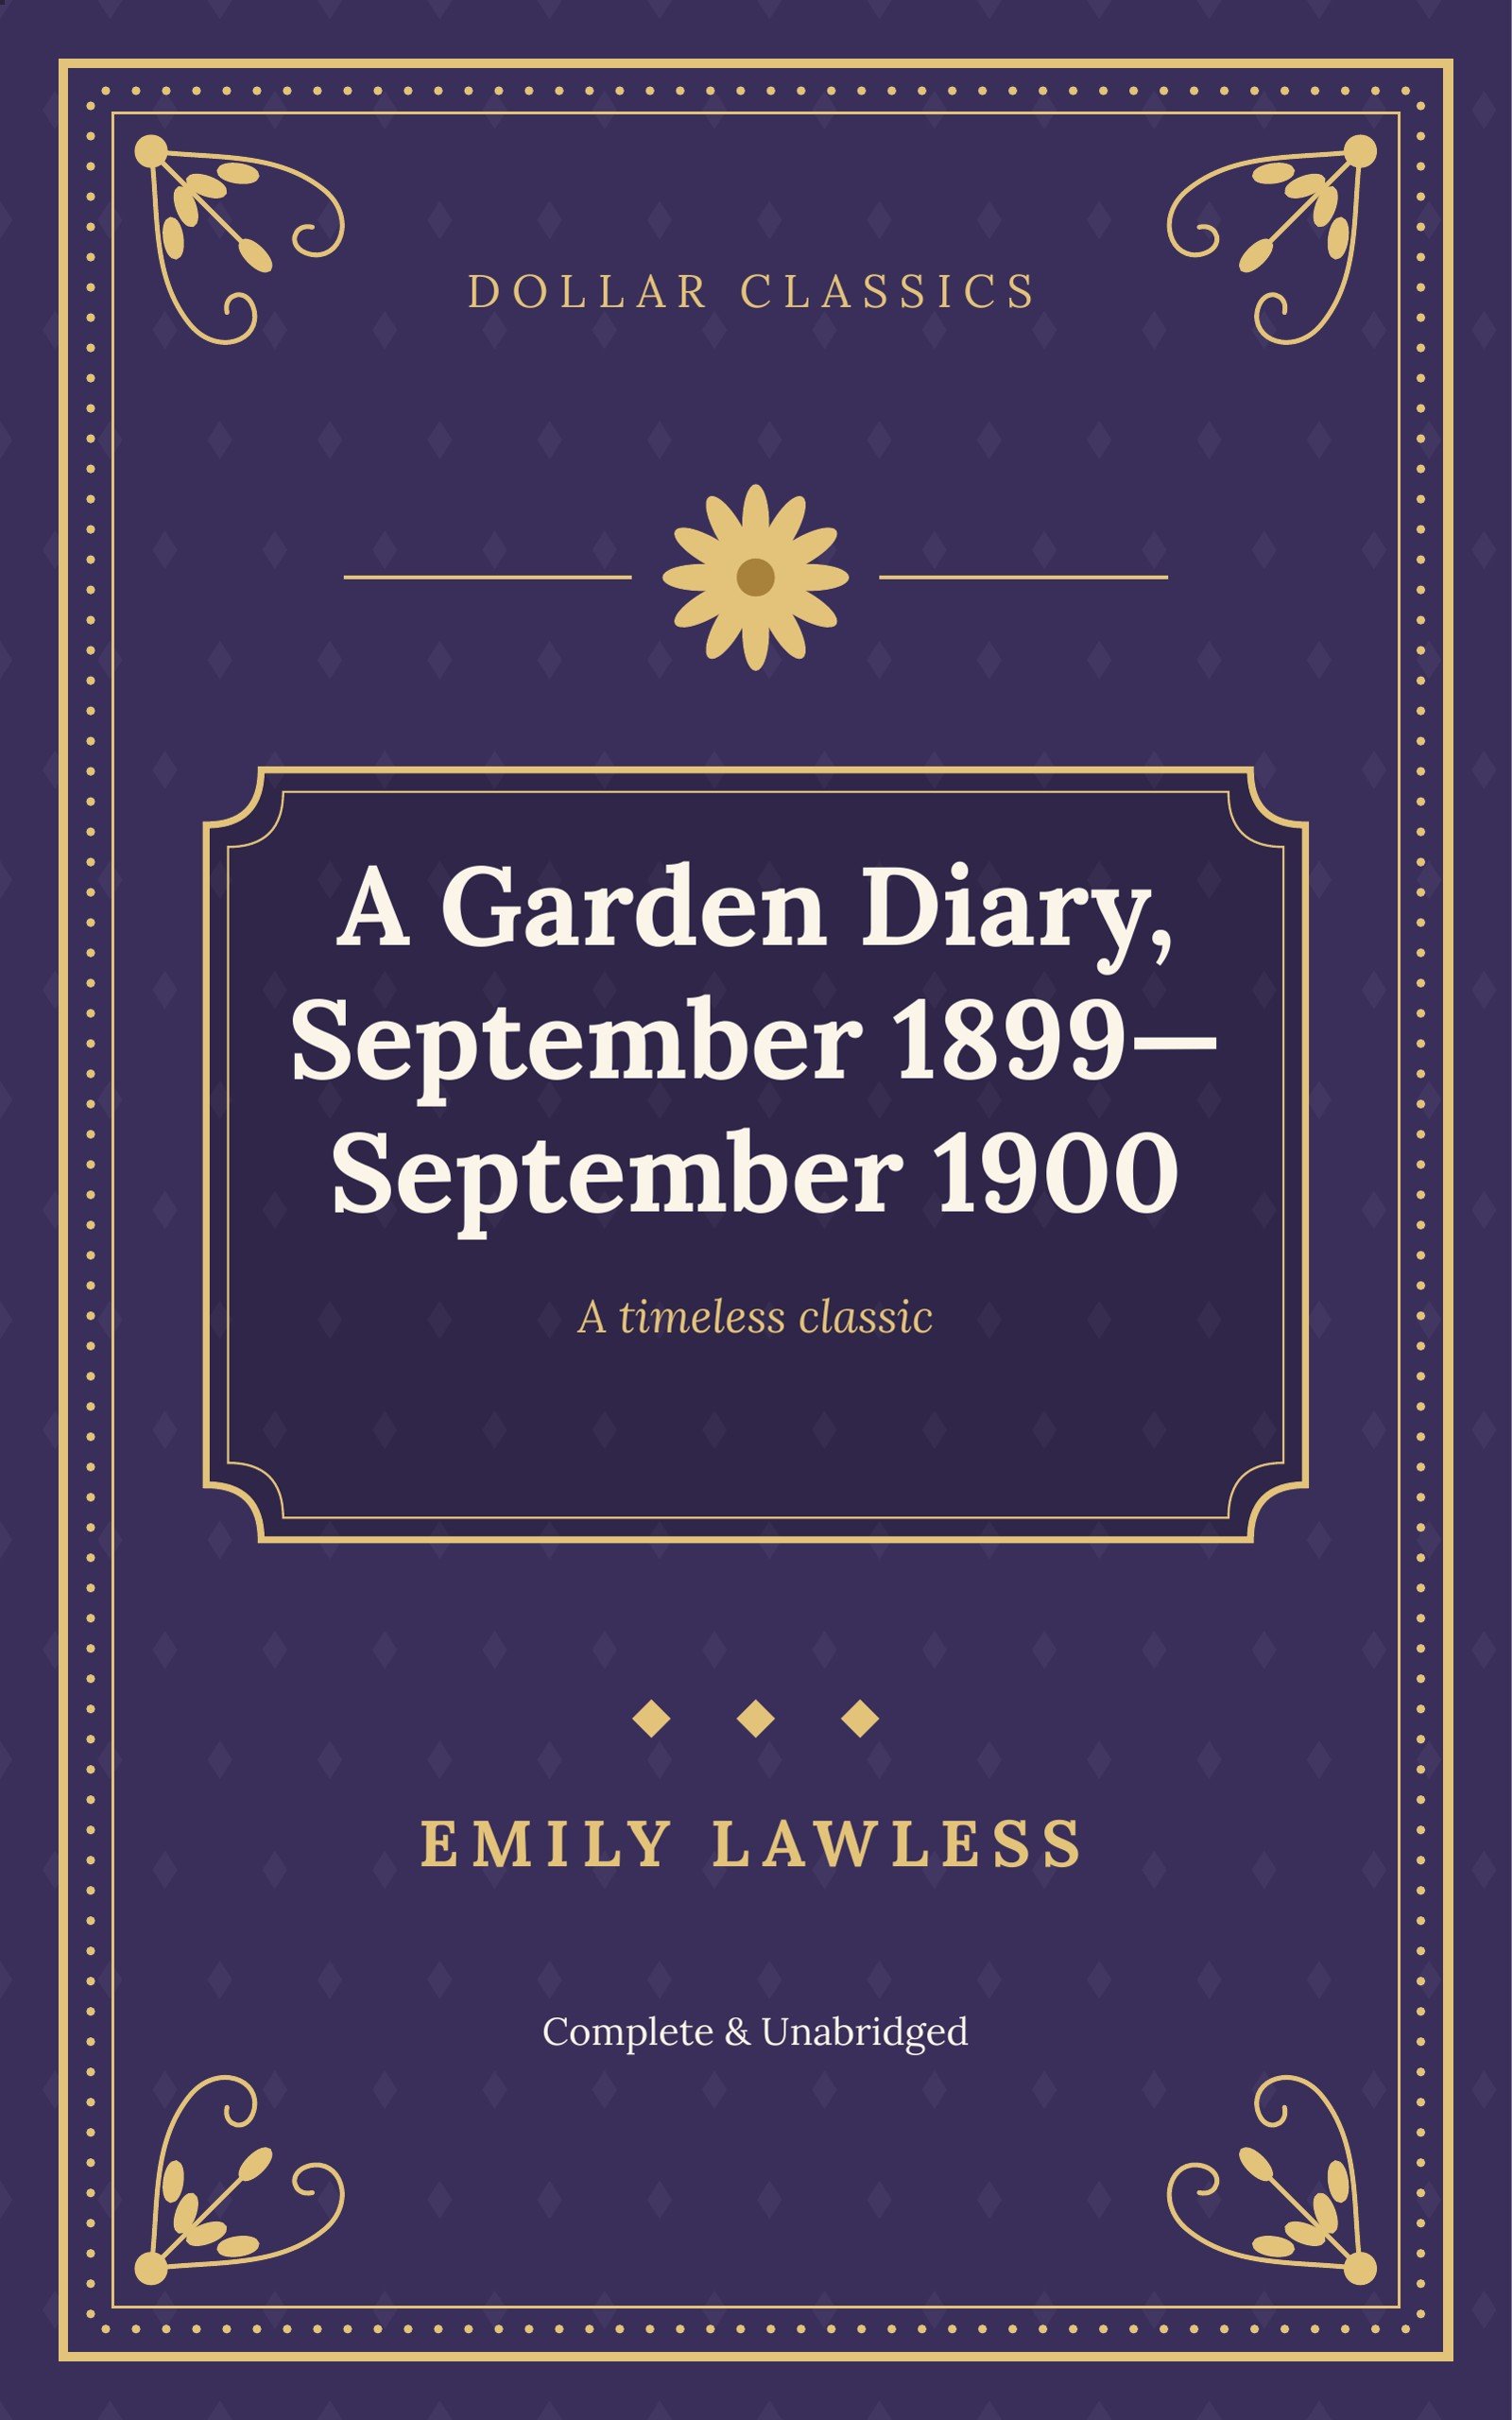 DOLLAR CLASSICS
A Garden Diary,
September 1899—
September 1900
A timeless classic
EMILY LAWLESS
Complete & Unabridged